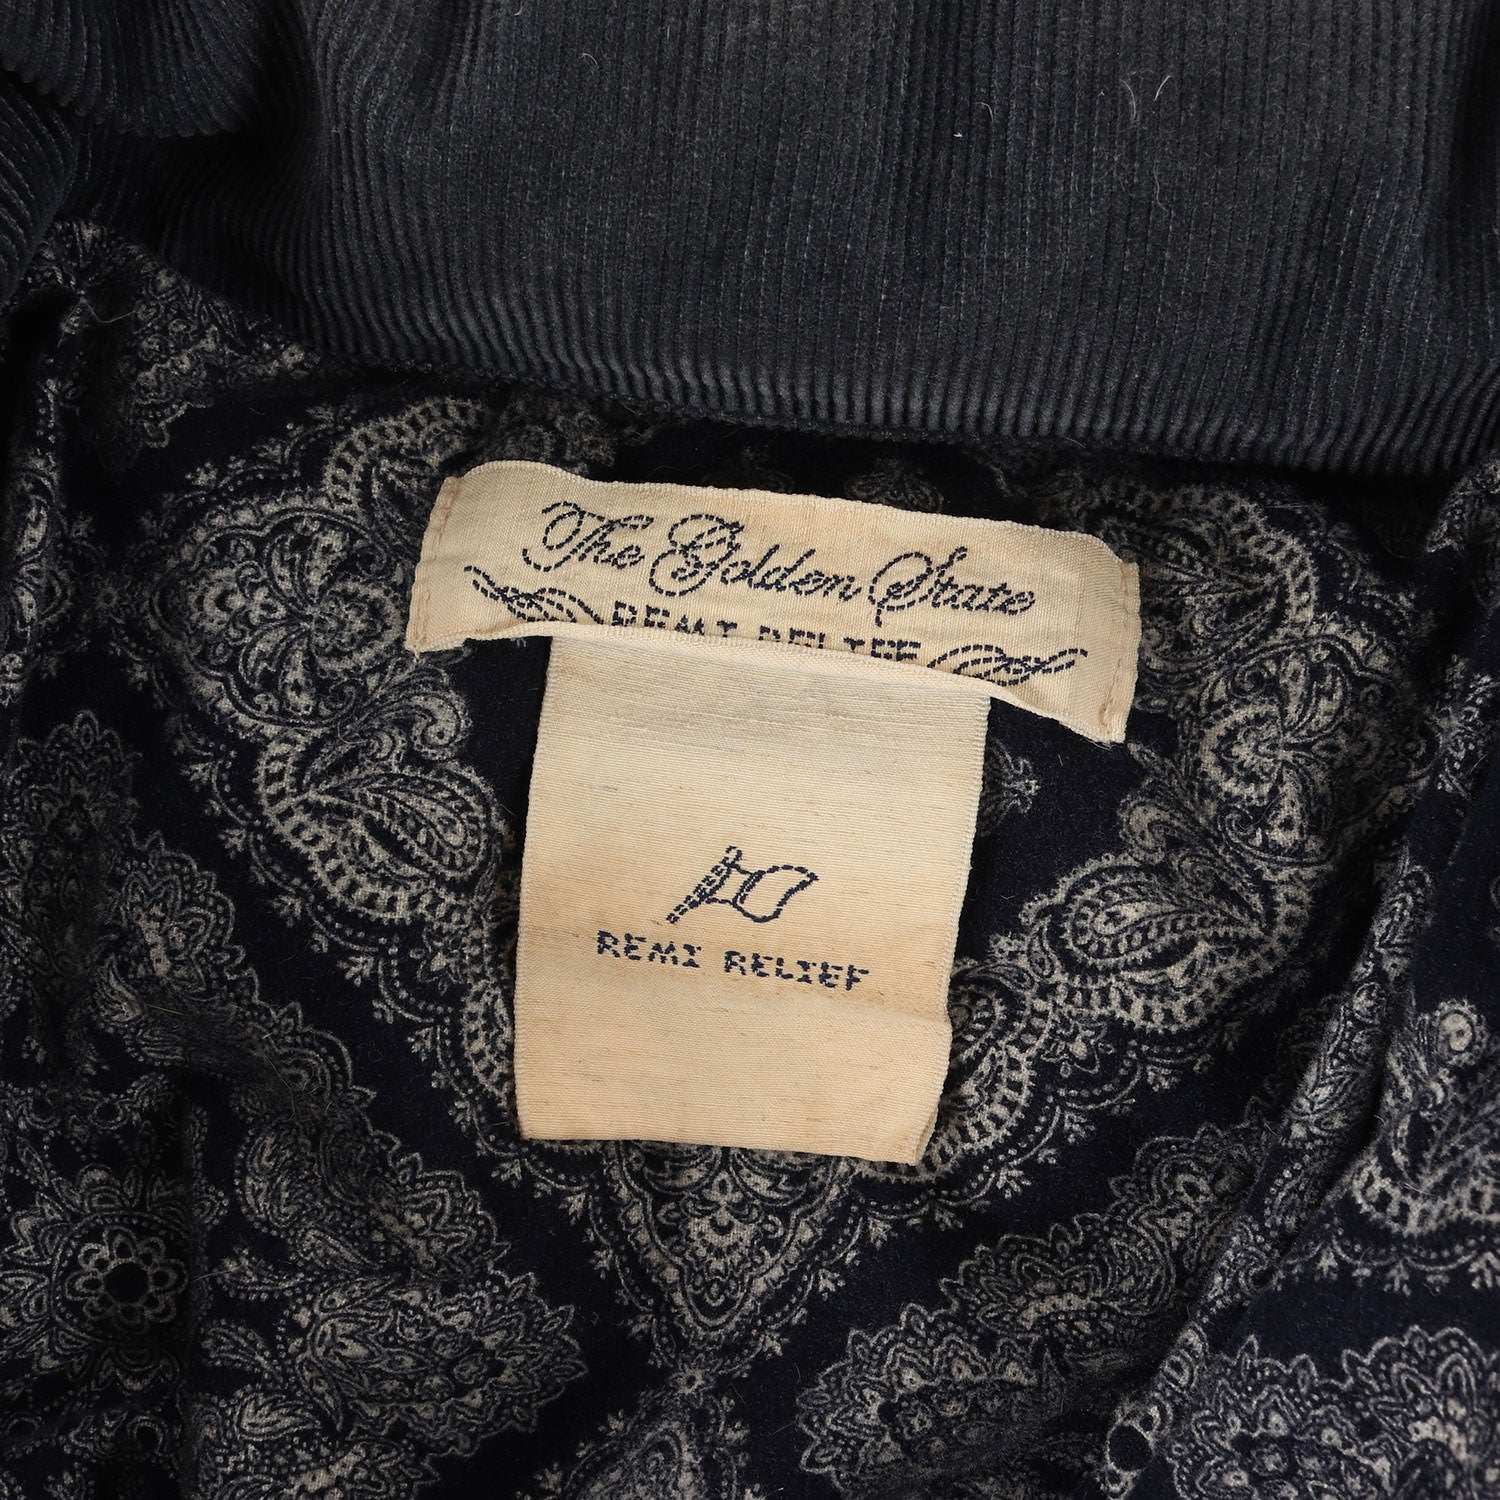 The Golden State
REMI RELIEF
REMI RELIEF